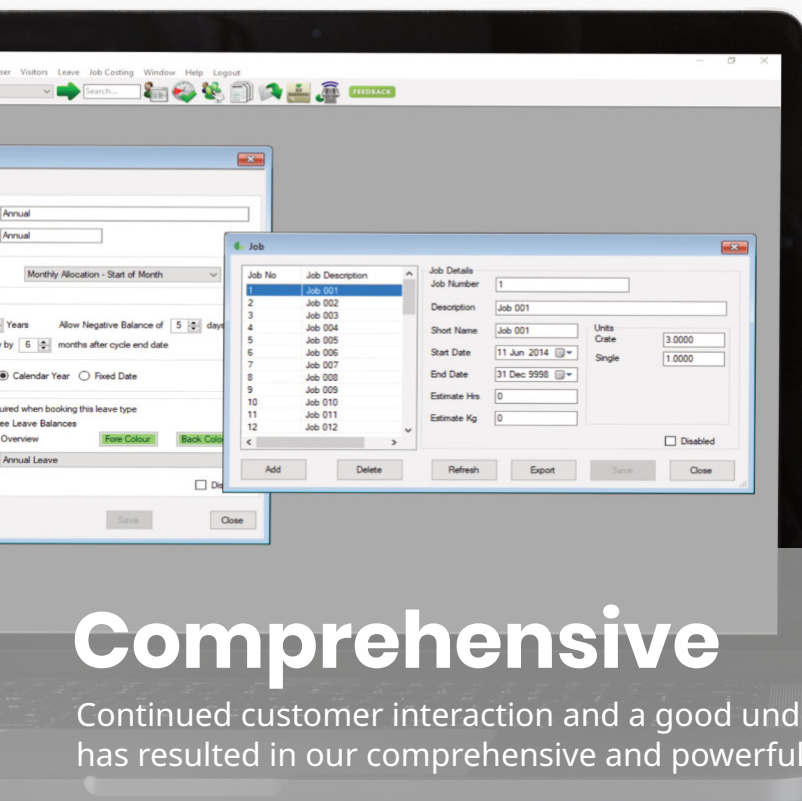 Visitors Leave Job Costing Window Help Logout
Search... FEEDBACK
Annual
Annual
Monthly Allocation - Start of Month
Years Allow Negative Balance of 5 days
by 6 months after cycle end date
Calendar Year Fixed Date
when booking this leave type
Leave Balances
Overview Fore Colour Back Colo
Annual Leave
Dis
Save Close
Job
Job No Job Description
1 Job 001
2 Job 002
3 Job 003
4 Job 004
5 Job 005
6 Job 006
7 Job 007
8 Job 008
9 Job 009
10 Job 010
11 Job 011
12 Job 012
Add Delete
Job Details
Job Number 1
Description Job 001
Short Name Job 001
Start Date 11 Jun 2014
End Date 31 Dec 9998
Estimate Hrs 0
Estimate Kg 0
Units
Crate 3.0000
Single 1.0000
Disabled
Refresh Export Save Close
Comprehensive
Continued customer interaction and a good und
has resulted in our comprehensive and powerful